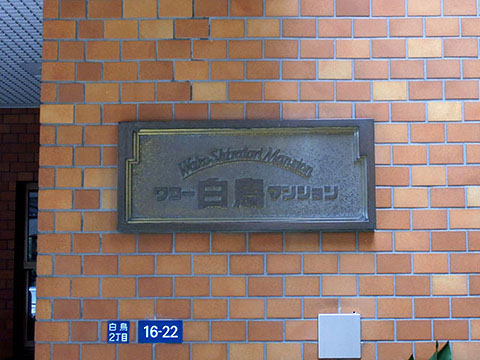 Wako Shiratori Mansion
ワコー白鳥マンション
白鳥
2丁目
16-22